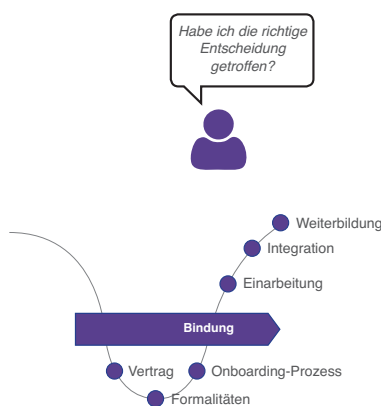 Habe ich die richtige
Entscheidung
getroffen?
Weiterbildung
Integration
Einarbeitung
Bindung
Vertrag
Onboarding-Prozess
Formalitäten